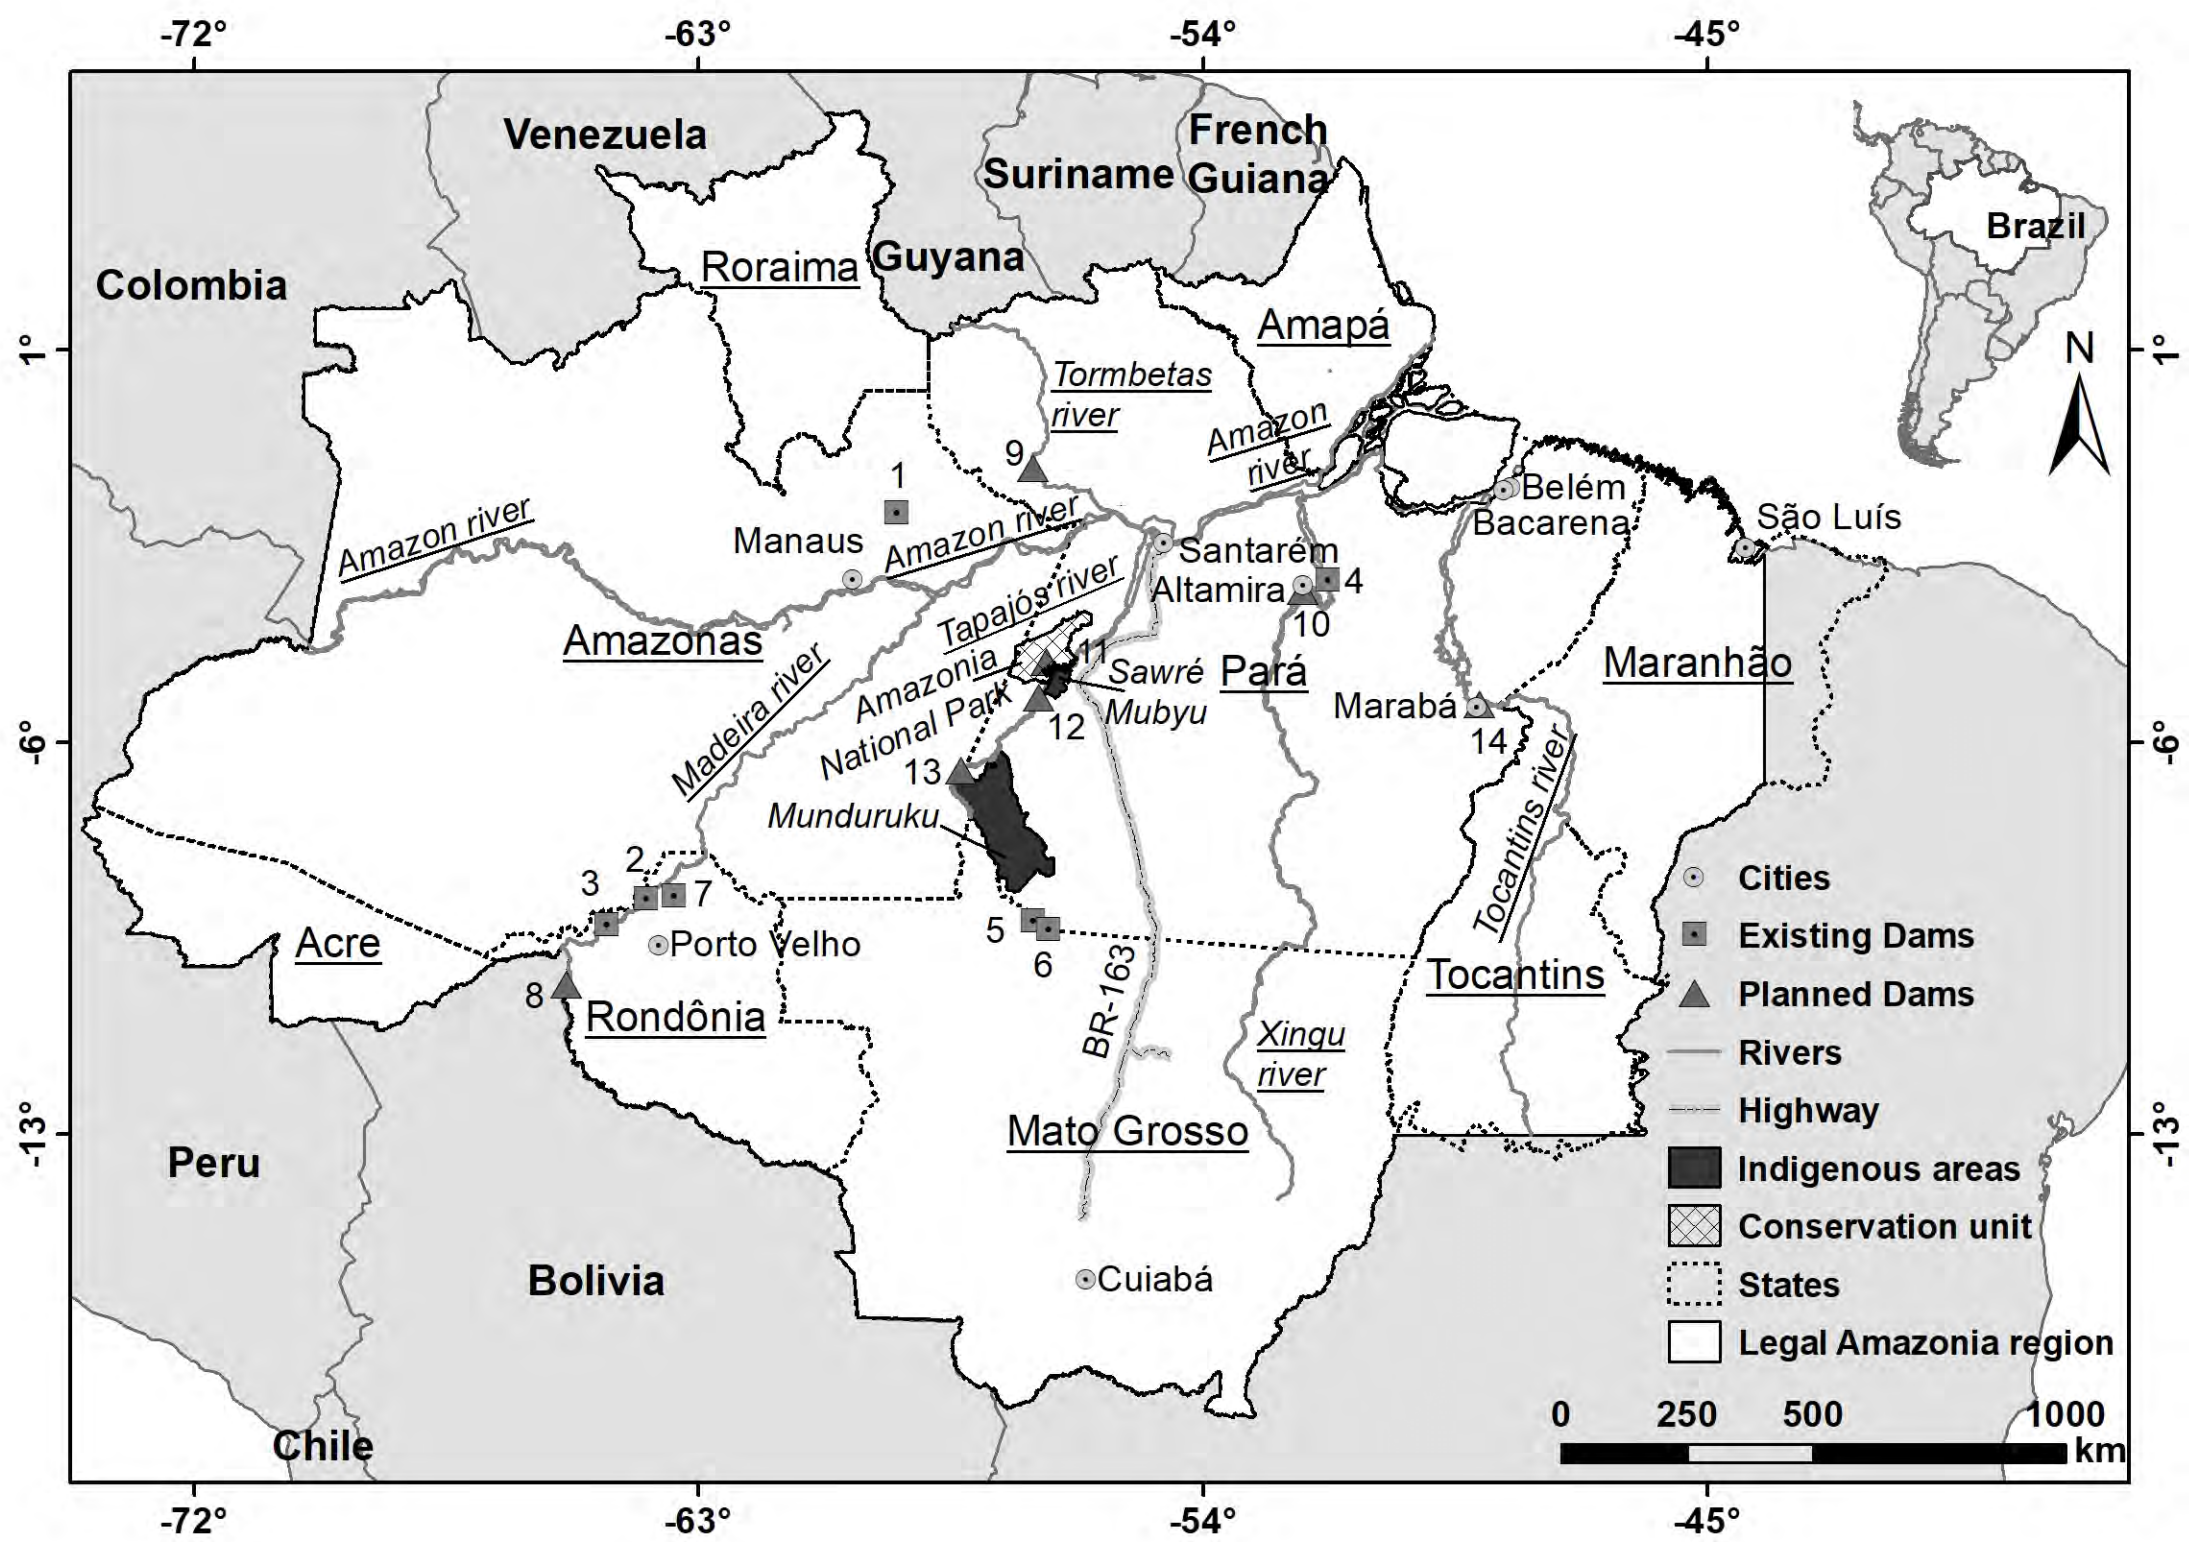 -72°
-63°
-54°
-45°
Venezuela
French
Guiana
Suriname
Guyana
Colombia
Roraima
Amapá
Brazil
N
1°
1°
Tormbetas
river
Amazon
river
9
1
Belém
Bacarena
São Luís
Amazon river
Manaus
Amazon river
Santarém
Altamira
4
10
Tapajós river
Amazonas
Amazonia
National Park
11
Sawré
Mubyu
Pará
Maranhão
Madeira river
12
Marabá
14
-6°
-6°
13
Munduruku
Tocantins river
2
3
7
Acre
Porto Velho
5
6
8
Rondônia
BR-163
Tocantins
Xingu
river
Mato Grosso
-13°
-13°
Peru
Bolivia
Cuiabá
Chile
Cities
Existing Dams
Planned Dams
Rivers
Highway
Indigenous areas
Conservation unit
States
Legal Amazonia region
0 250 500 1000
km
-72°
-63°
-54°
-45°